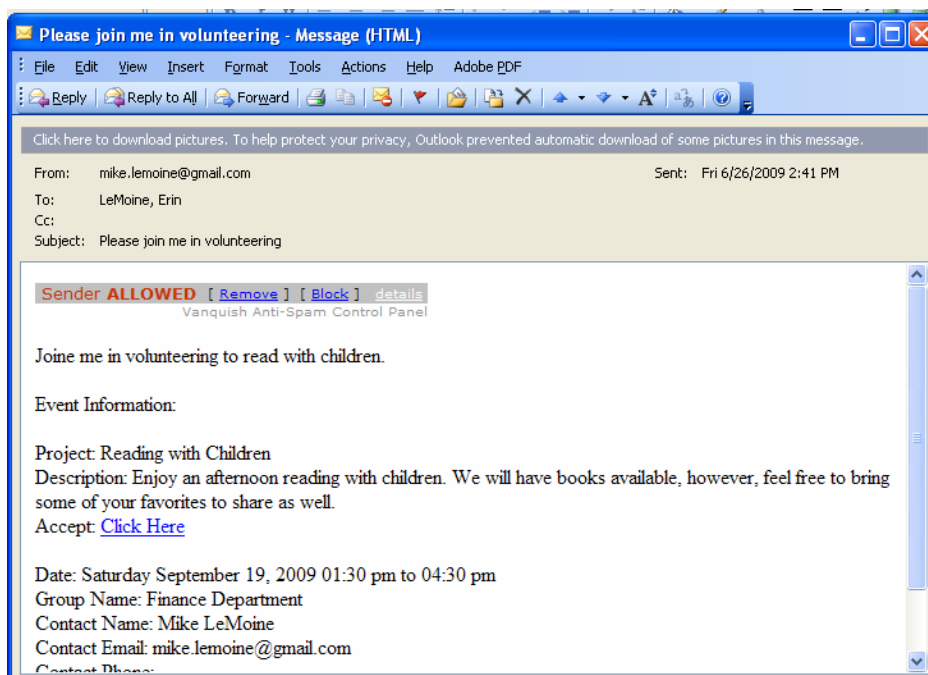 Please join me in volunteering - Message (HTML)
File Edit View Insert Format Tools Actions Help Adobe PDF
Reply Reply to All Forward
Click here to download pictures. To help protect your privacy, Outlook prevented automatic download of some pictures in this message.
From: mike.lemoine@gmail.com Sent: Fri 6/26/2009 2:41 PM
To: LeMoine, Erin
Cc:
Subject: Please join me in volunteering
Sender ALLOWED [ Remove ] [ Block ] details
Vanquish Anti-Spam Control Panel
Joine me in volunteering to read with children.
Event Information:
Project: Reading with Children
Description: Enjoy an afternoon reading with children. We will have books available, however, feel free to bring
some of your favorites to share as well.
Accept: Click Here
Date: Saturday September 19, 2009 01:30 pm to 04:30 pm
Group Name: Finance Department
Contact Name: Mike LeMoine
Contact Email: mike.lemoine@gmail.com
Contact Phone: